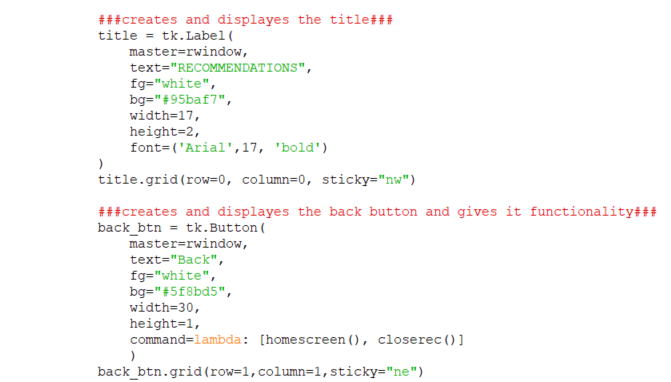 ###creates and displayes the title###
title = tk.Label(
    master=rwindow,
    text="RECOMMENDATIONS",
    fg="white",
    bg="#95baf7",
    width=17,
    height=2,
    font=('Arial',17, 'bold')
)
title.grid(row=0, column=0, sticky="nw")

###creates and displayes the back button and gives it functionality###
back_btn = tk.Button(
    master=rwindow,
    text="Back",
    fg="white",
    bg="#5f8bd5",
    width=30,
    height=1,
    command=lambda: [homescreen(), closerec()]
    )
back_btn.grid(row=1,column=1,sticky="ne")